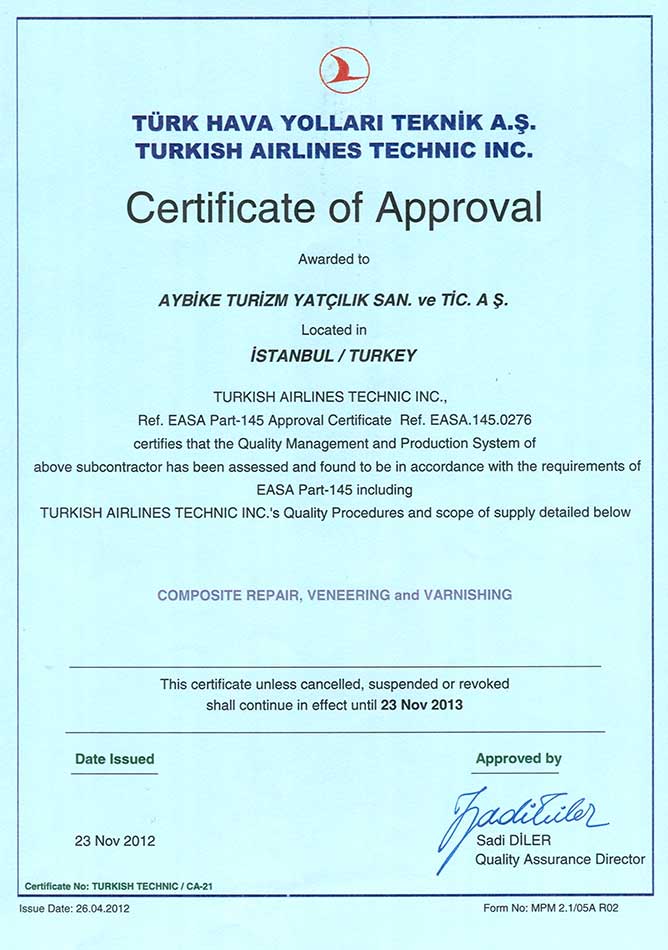 TÜRK HAVA YOLLARI TEKNİK A.Ş.
TURKISH AIRLINES TECHNIC INC.
Certificate of Approval
Awarded to
AYBİKE TURİZM YATÇILIK SAN. ve TİC. A Ş.
Located in
İSTANBUL / TURKEY
TURKISH AIRLINES TECHNIC INC.,
Ref. EASA Part-145 Approval Certificate Ref. EASA.145.0276
certifies that the Quality Management and Production System of
above subcontractor has been assessed and found to be in accordance with the requirements of
EASA Part-145 including
TURKISH AIRLINES TECHNIC INC.'s Quality Procedures and scope of supply detailed below
COMPOSITE REPAIR, VENEERING and VARNISHING
This certificate unless cancelled, suspended or revoked
shall continue in effect until 23 Nov 2013
Date Issued
Approved by
23 Nov 2012
Sadi DİLER
Quality Assurance Director
Certificate No: TURKISH TECHNIC / CA-21
Issue Date: 26.04.2012
Form No: MPM 2.1/05A R02